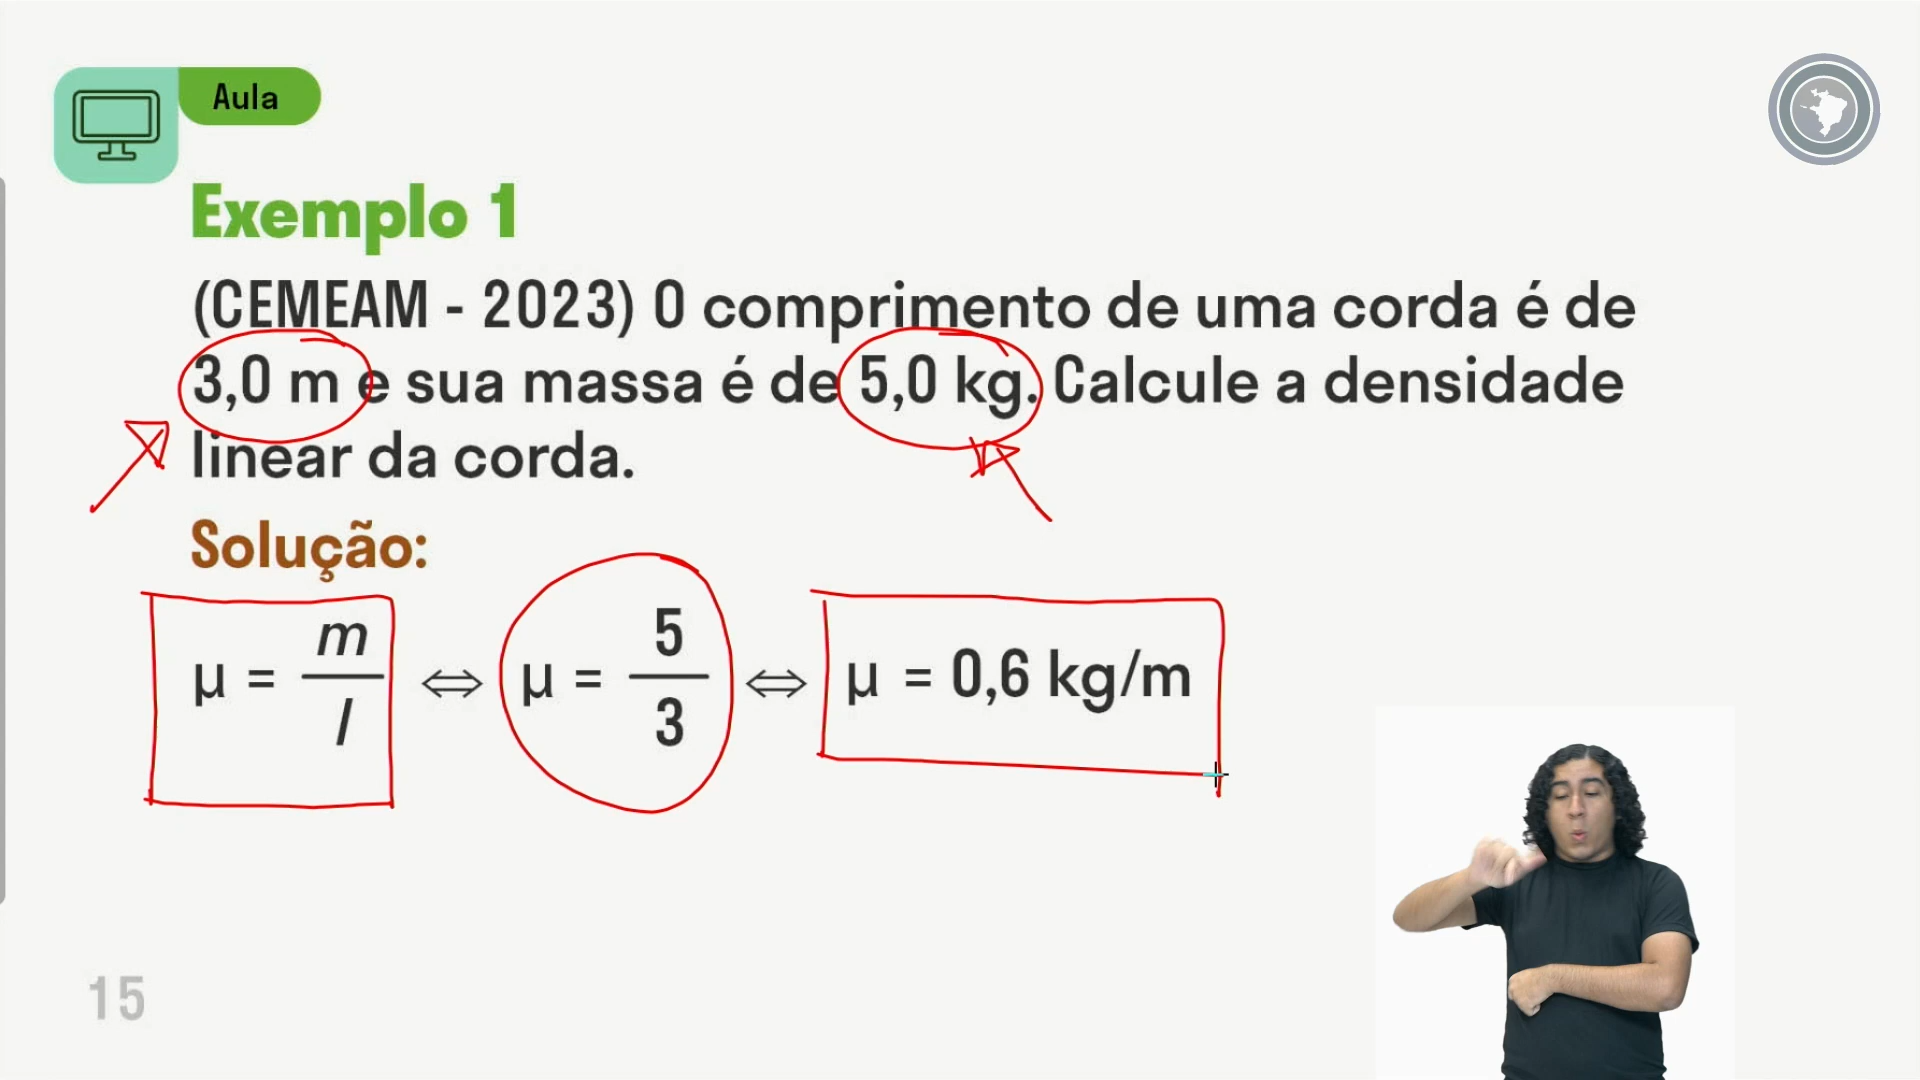 Aula
Exemplo 1
(CEMEAM - 2023) O comprimento de uma corda é de
3,0 m e sua massa é de 5,0 kg. Calcule a densidade
linear da corda.
Solução:
μ = m/l ⇔ μ = 5/3 ⇔ μ = 0,6 kg/m
15